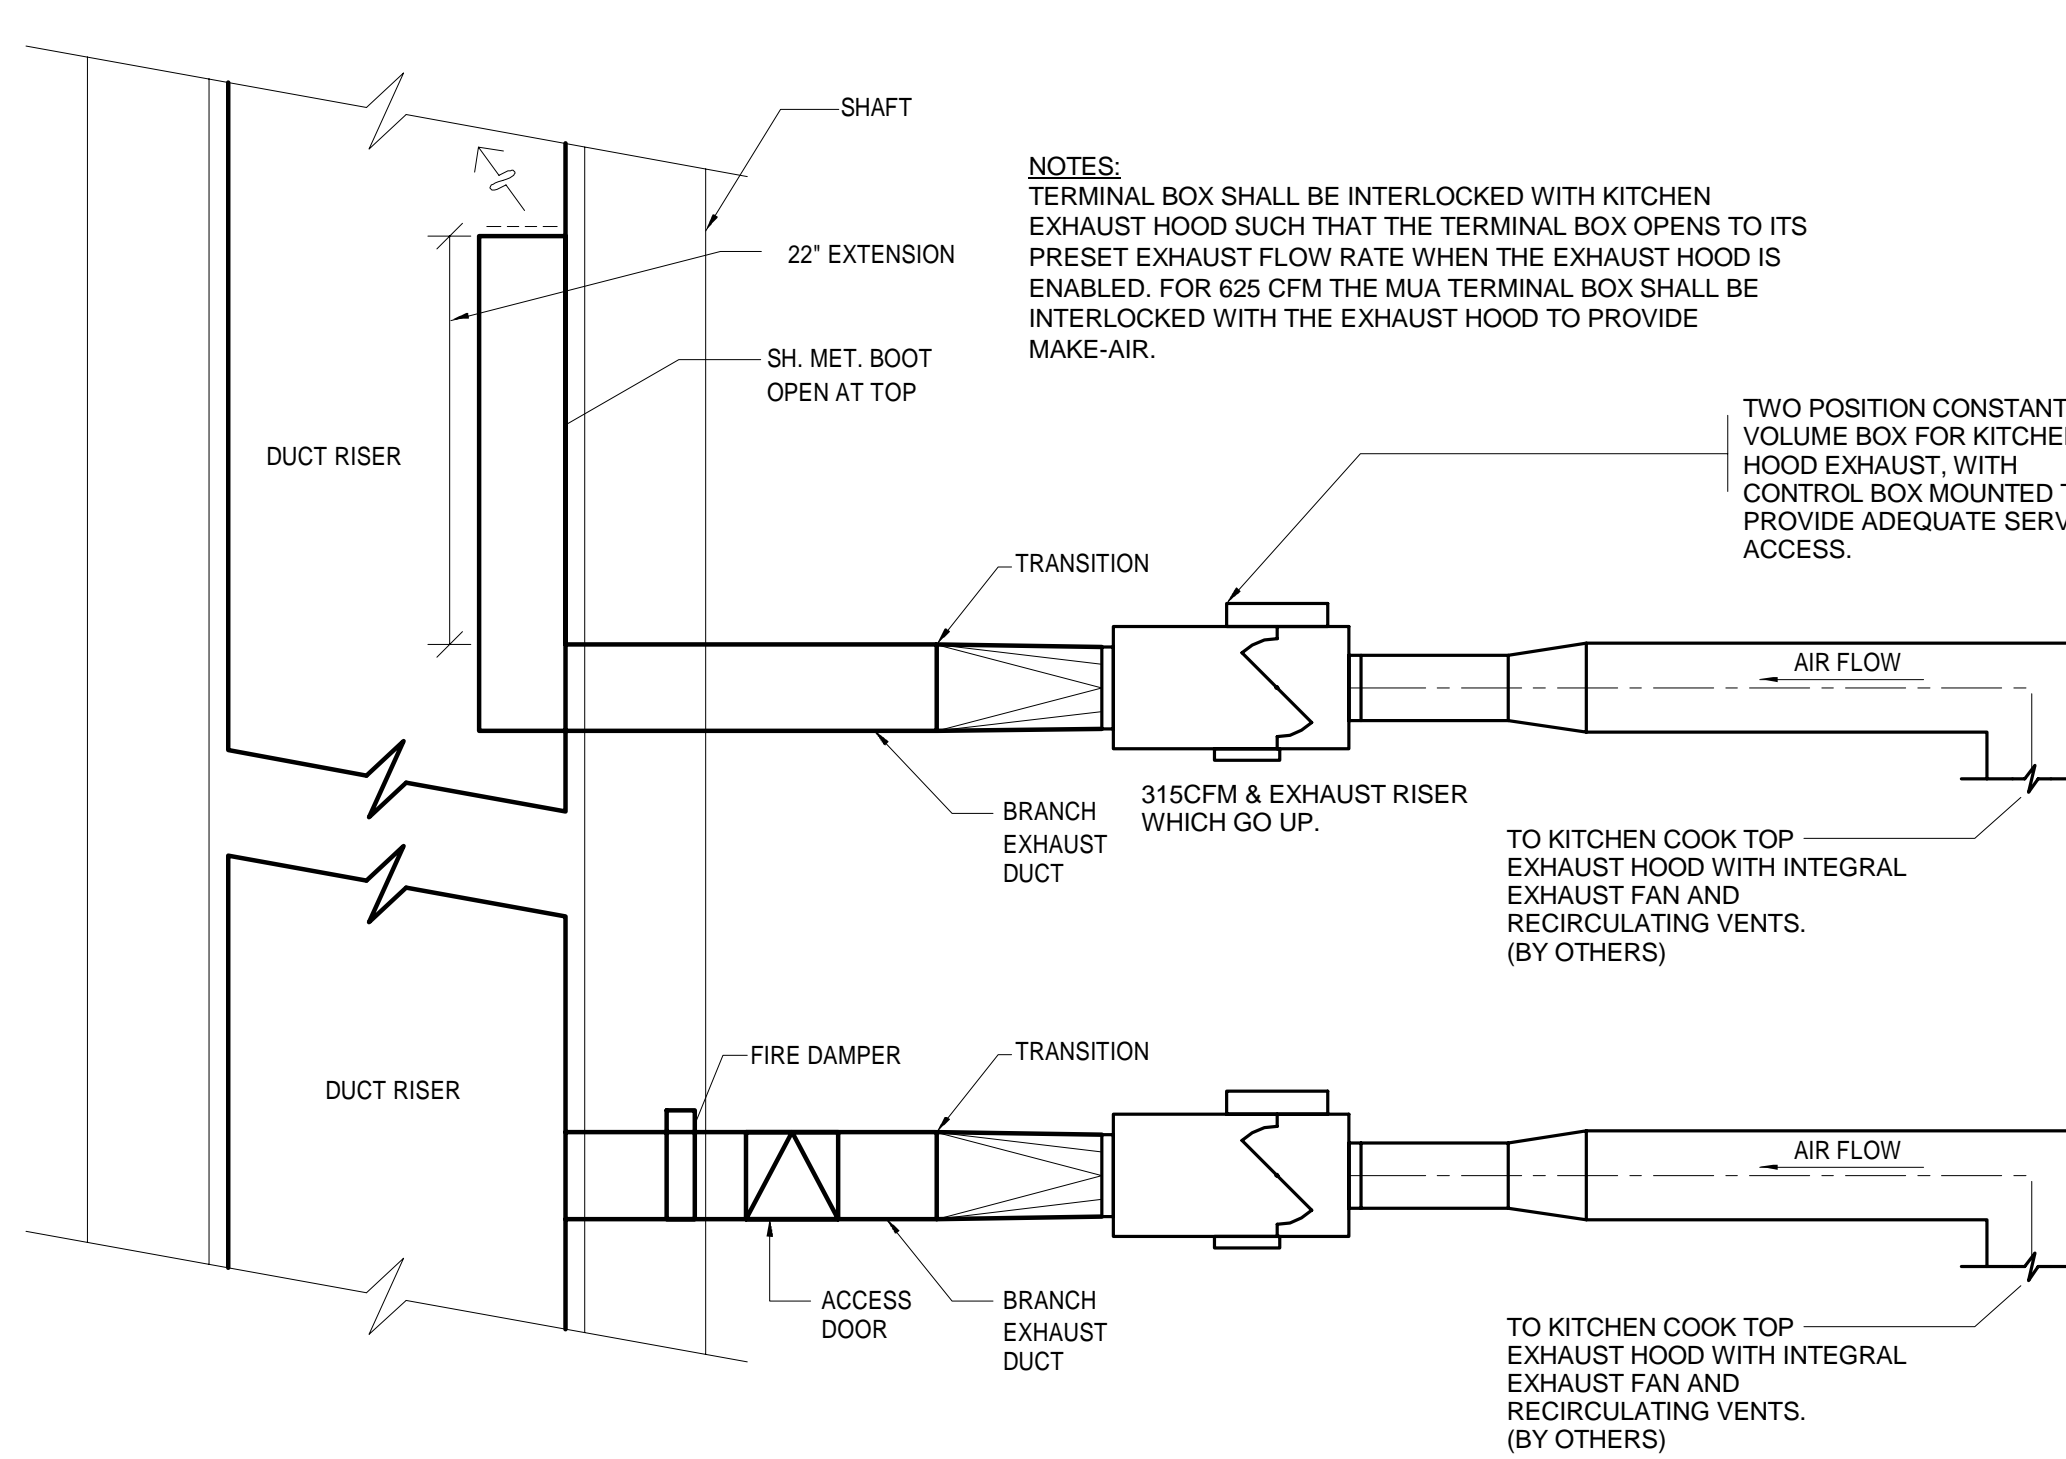 SHAFT
NOTES:
TERMINAL BOX SHALL BE INTERLOCKED WITH KITCHEN
EXHAUST HOOD SUCH THAT THE TERMINAL BOX OPENS TO ITS
PRESET EXHAUST FLOW RATE WHEN THE EXHAUST HOOD IS
ENABLED. FOR 625 CFM THE MUA TERMINAL BOX SHALL BE
INTERLOCKED WITH THE EXHAUST HOOD TO PROVIDE
MAKE-AIR.
22" EXTENSION
SH. MET. BOOT
OPEN AT TOP
DUCT RISER
TWO POSITION CONSTANT
VOLUME BOX FOR KITCHEN
HOOD EXHAUST, WITH
CONTROL BOX MOUNTED
PROVIDE ADEQUATE
ACCESS.
TRANSITION
AIR FLOW
BRANCH
EXHAUST
DUCT
315CFM & EXHAUST RISER
WHICH GO UP.
TO KITCHEN COOK TOP
EXHAUST HOOD WITH INTEGRAL
EXHAUST FAN AND
RECIRCULATING VENTS.
(BY OTHERS)
FIRE DAMPER
TRANSITION
DUCT RISER
AIR FLOW
ACCESS
DOOR
BRANCH
EXHAUST
DUCT
TO KITCHEN COOK TOP
EXHAUST HOOD WITH INTEGRAL
EXHAUST FAN AND
RECIRCULATING VENTS.
(BY OTHERS)